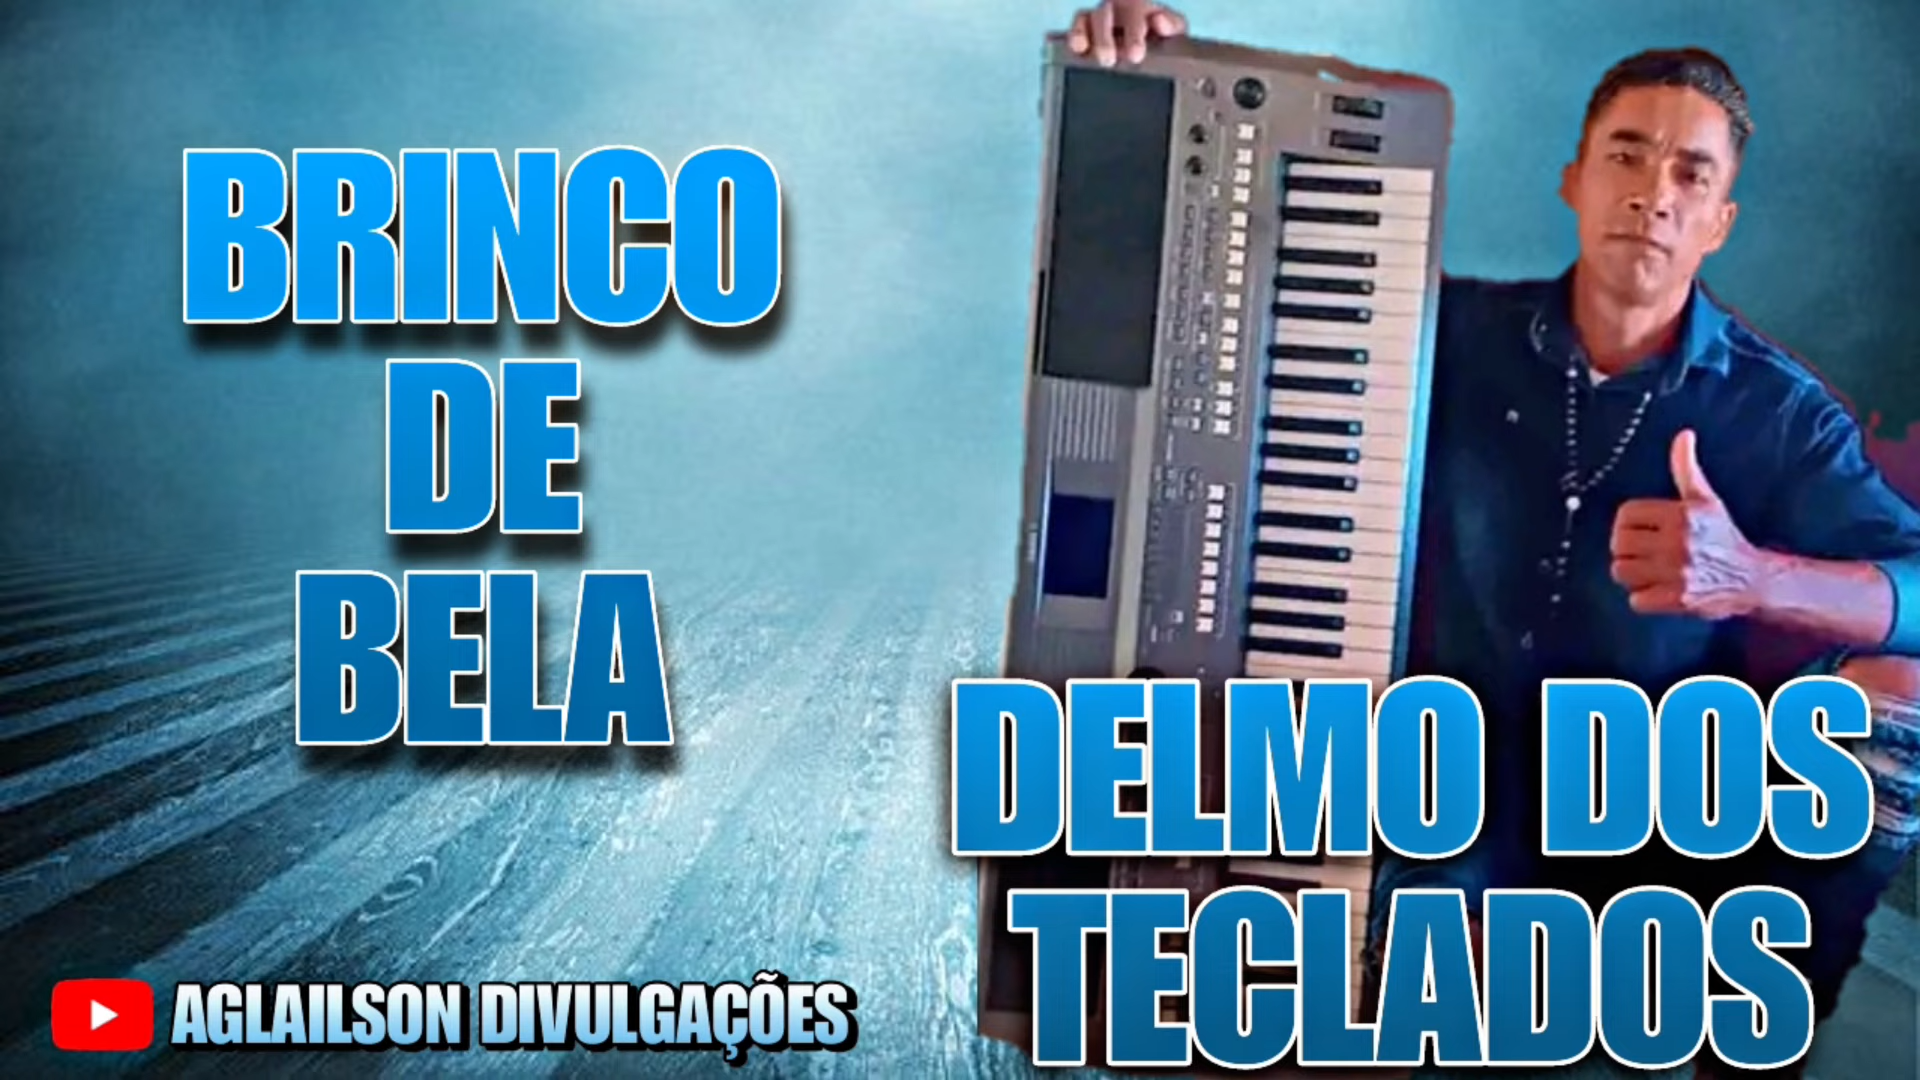 BRINCO
DE
BELA
DELMO DOS
TECLADOS
AGLAILSON DIVULGAÇÕES